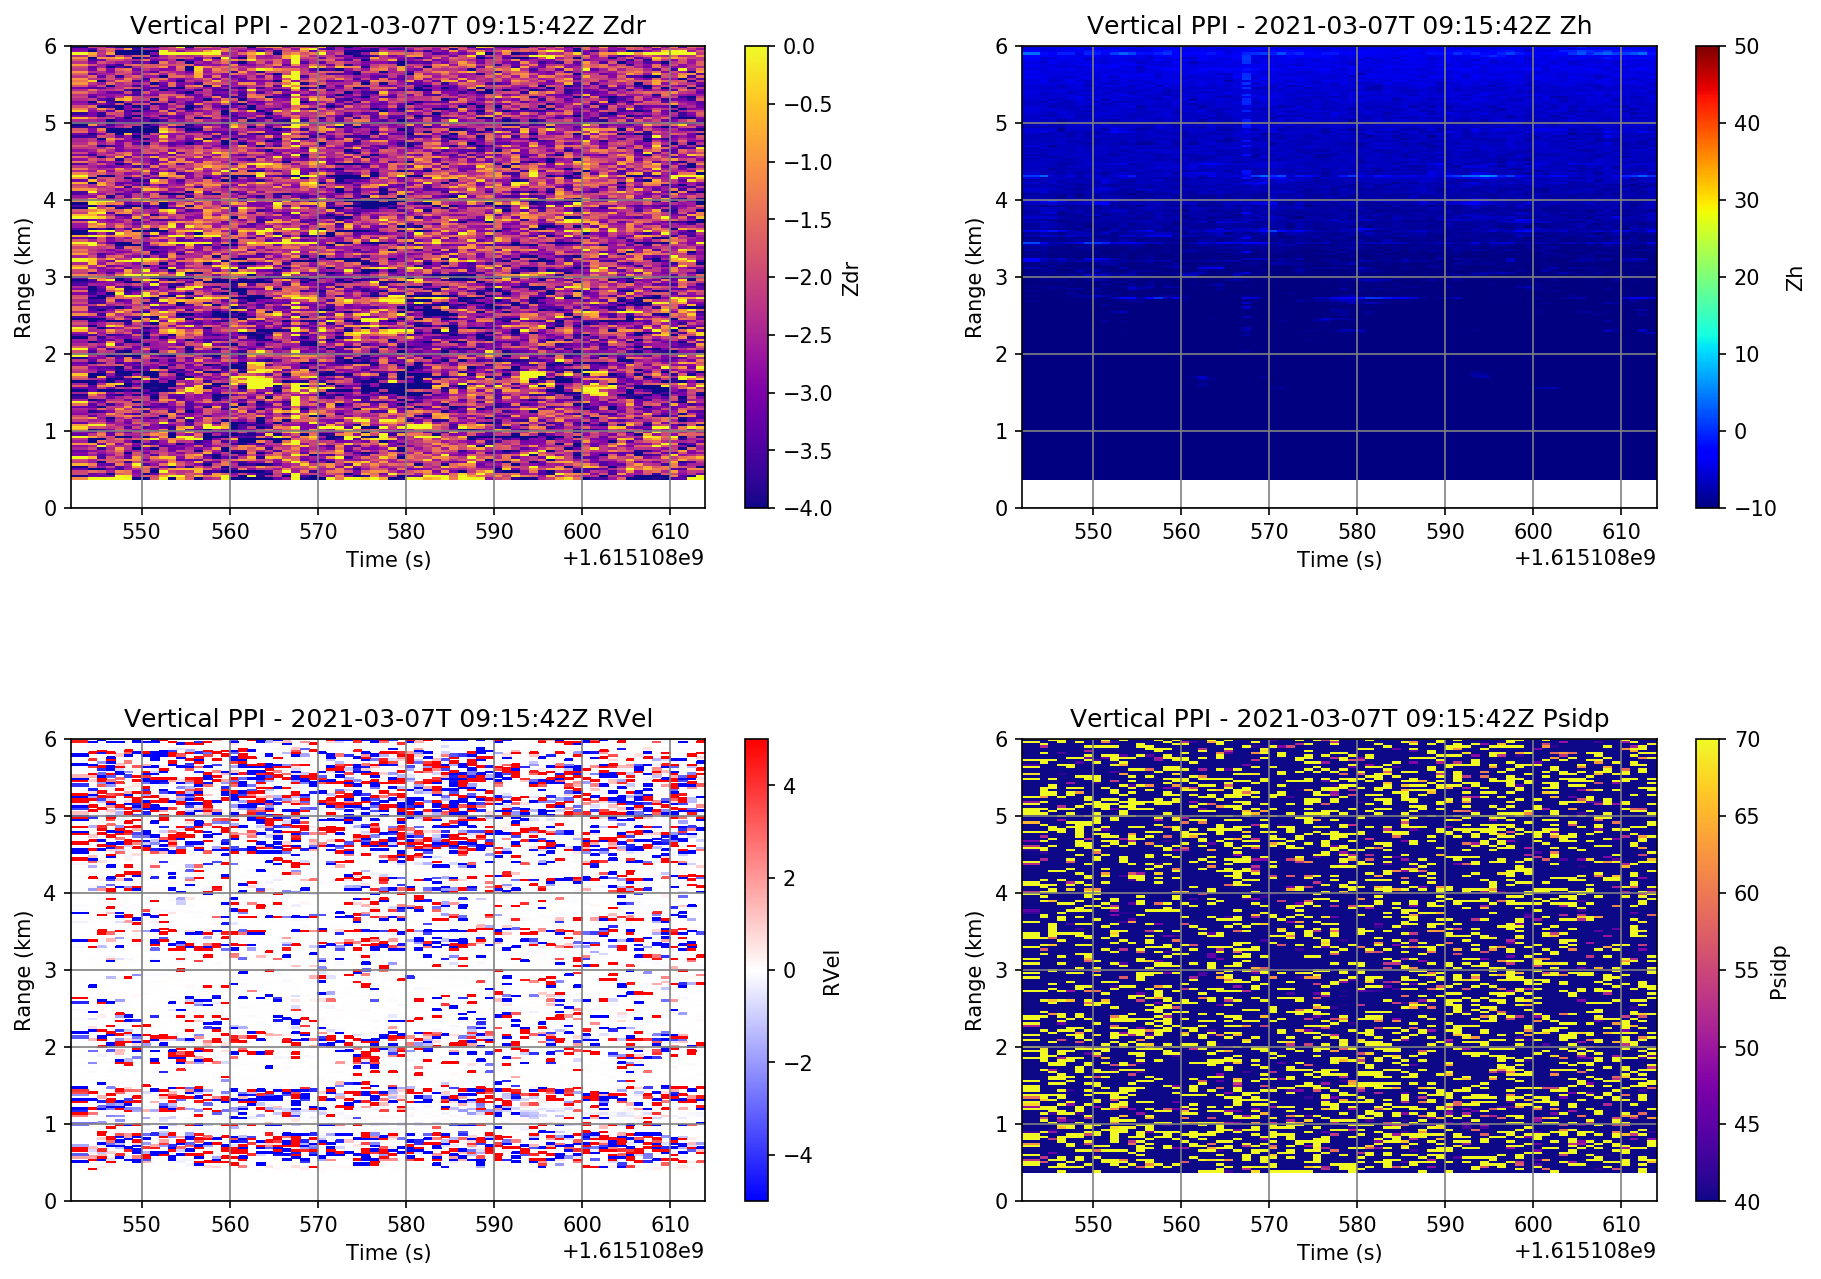 Vertical PPI - 2021-03-07T 09:15:42Z Zdr
6
5
4
3
2
1
0
Range (km)
550 560 570 580 590 600 610
Time (s)
+1.615108e9
0.0
−0.5
−1.0
−1.5
−2.0
−2.5
−3.0
−3.5
−4.0
Zdr
Vertical PPI - 2021-03-07T 09:15:42Z Zh
6
5
4
3
2
1
0
Range (km)
550 560 570 580 590 600 610
Time (s)
+1.615108e9
50
40
30
20
10
0
−10
Zh
Vertical PPI - 2021-03-07T 09:15:42Z RVel
6
5
4
3
2
1
0
Range (km)
550 560 570 580 590 600 610
Time (s)
+1.615108e9
4
2
0
−2
−4
RVel
Vertical PPI - 2021-03-07T 09:15:42Z Psidp
6
5
4
3
2
1
0
Range (km)
550 560 570 580 590 600 610
Time (s)
+1.615108e9
70
65
60
55
50
45
40
Psidp